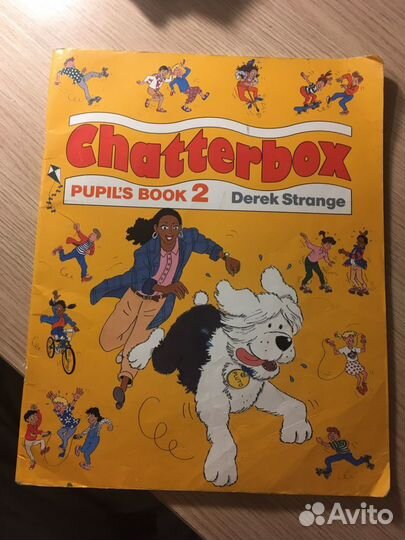 Chatterbox
PUPIL'S BOOK 2 Derek Strange
Avito